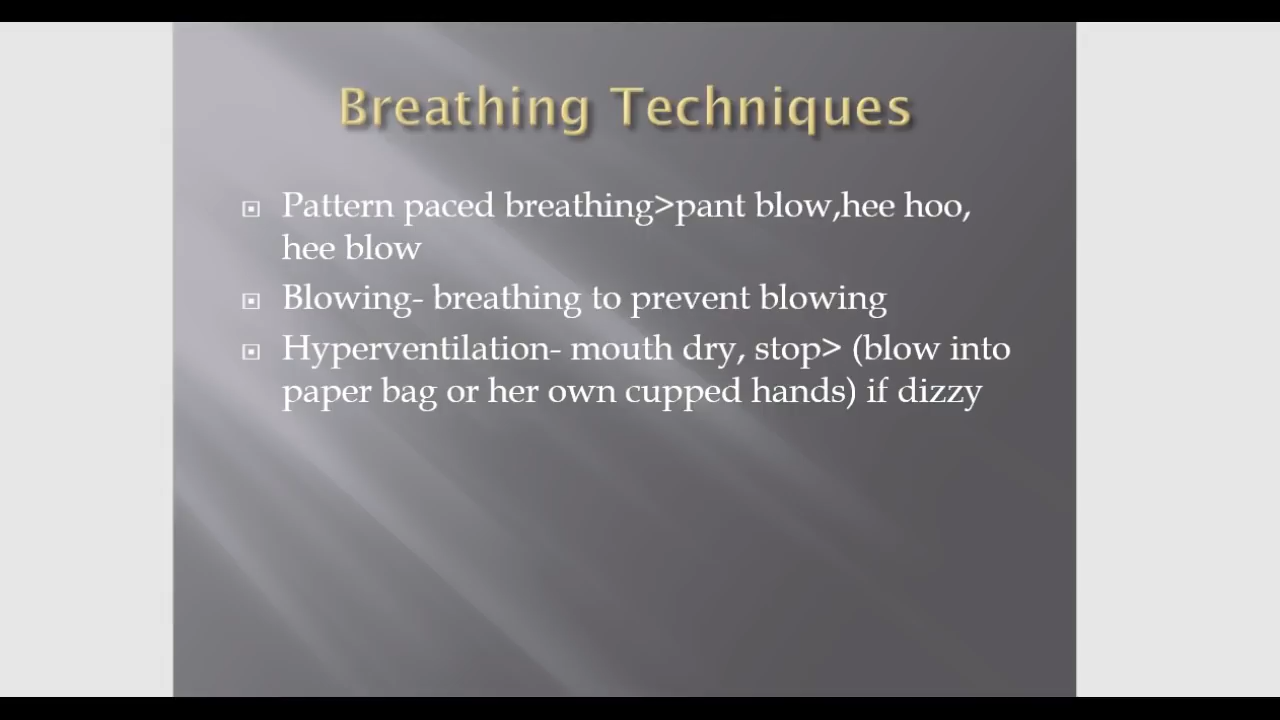 Breathing Techniques
Pattern paced breathing>pant blow,hee hoo,
hee blow
Blowing- breathing to prevent blowing
Hyperventilation- mouth dry, stop> (blow into
paper bag or her own cupped hands) if dizzy